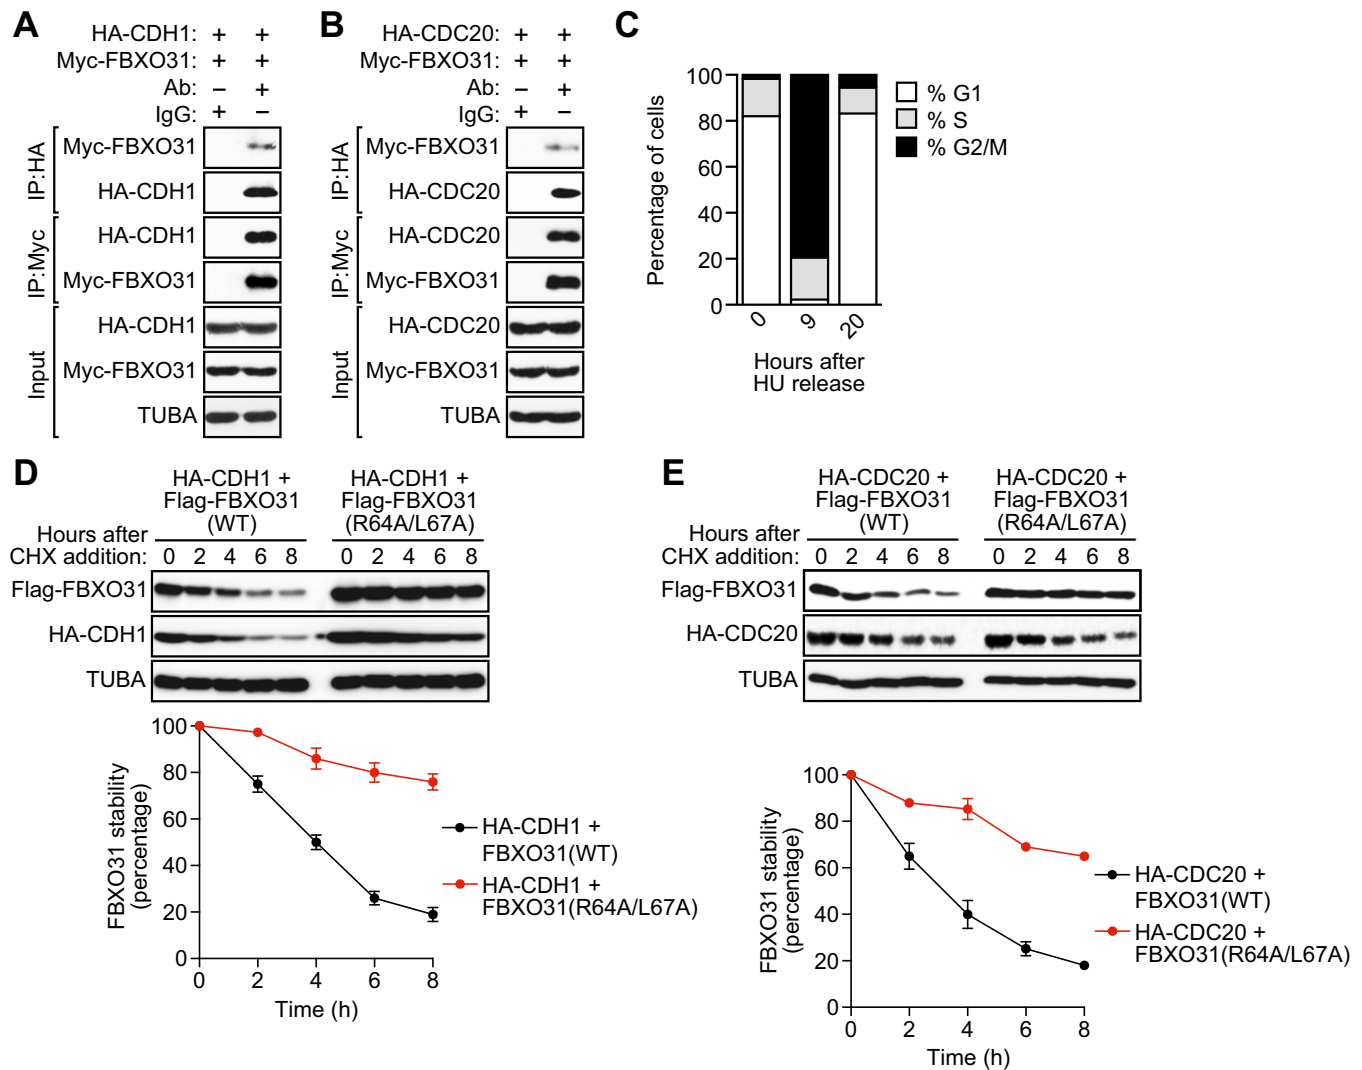 A
HA-CDH1: + +
Myc-FBXO31: + +
Ab: − +
IgG: + −
IP:HA
Myc-FBXO31
HA-CDH1
IP:Myc
HA-CDH1
Myc-FBXO31
Input
HA-CDH1
Myc-FBXO31
TUBA
B
HA-CDC20: + +
Myc-FBXO31: + +
Ab: − +
IgG: + −
IP:HA
Myc-FBXO31
HA-CDC20
IP:Myc
HA-CDC20
Myc-FBXO31
Input
HA-CDC20
Myc-FBXO31
TUBA
C
Percentage of cells
100
80
60
40
20
0
0 9 20
Hours after
HU release
% G1
% S
% G2/M
D
HA-CDH1 +
Flag-FBXO31
(WT)
HA-CDH1 +
Flag-FBXO31
(R64A/L67A)
Hours after
CHX addition: 0 2 4 6 8 0 2 4 6 8
Flag-FBXO31
HA-CDH1
TUBA
FBXO31 stability
(percentage)
100
80
60
40
20
0
0 2 4 6 8
Time (h)
HA-CDH1 +
FBXO31(WT)
HA-CDH1 +
FBXO31(R64A/L67A)
E
HA-CDC20 +
Flag-FBXO31
(WT)
HA-CDC20 +
Flag-FBXO31
(R64A/L67A)
Hours after
CHX addition: 0 2 4 6 8 0 2 4 6 8
Flag-FBXO31
HA-CDC20
TUBA
FBXO31 stability
(percentage)
100
80
60
40
20
0
0 2 4 6 8
Time (h)
HA-CDC20 +
FBXO31(WT)
HA-CDC20 +
FBXO31(R64A/L67A)